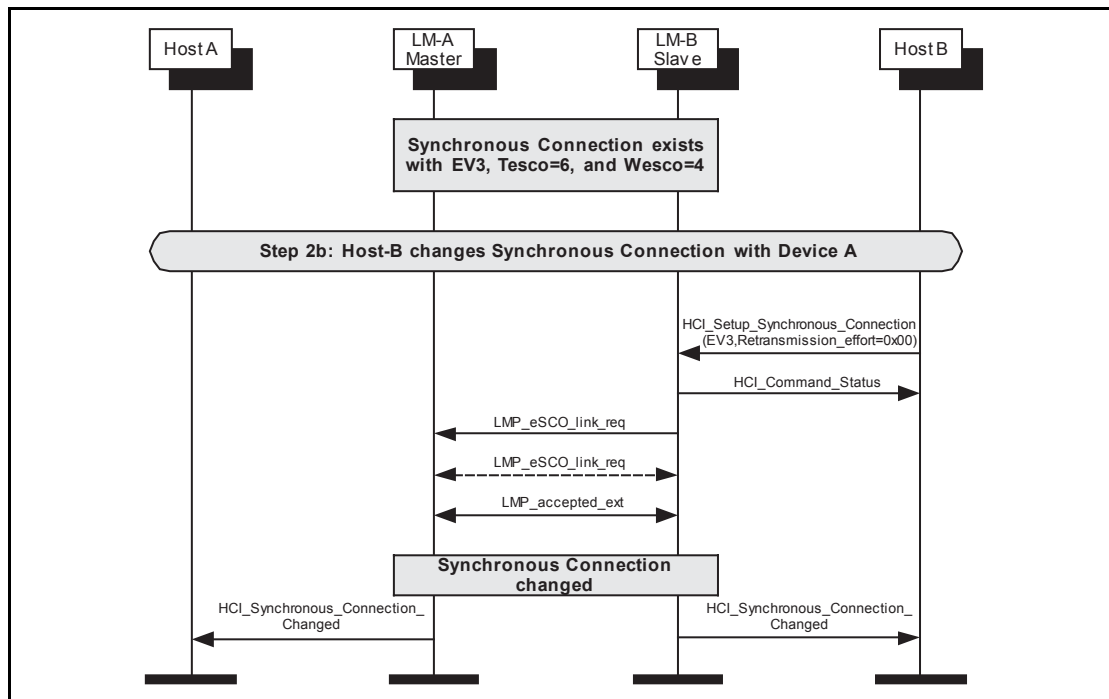 Host A
LM-A
Master
LM-B
Slave
Host B
Synchronous Connection exists
with EV3, Tesco=6, and Wesco=4
Step 2b: Host-B changes Synchronous Connection with Device A
HCI_Setup_Synchronous_Connection
(EV3,Retransmission_effort=0x00)
HCI_Command_Status
LMP_eSCO_link_req
LMP_eSCO_link_req
LMP_accepted_ext
Synchronous Connection
changed
HCI_Synchronous_Connection_
Changed
HCI_Synchronous_Connection_
Changed